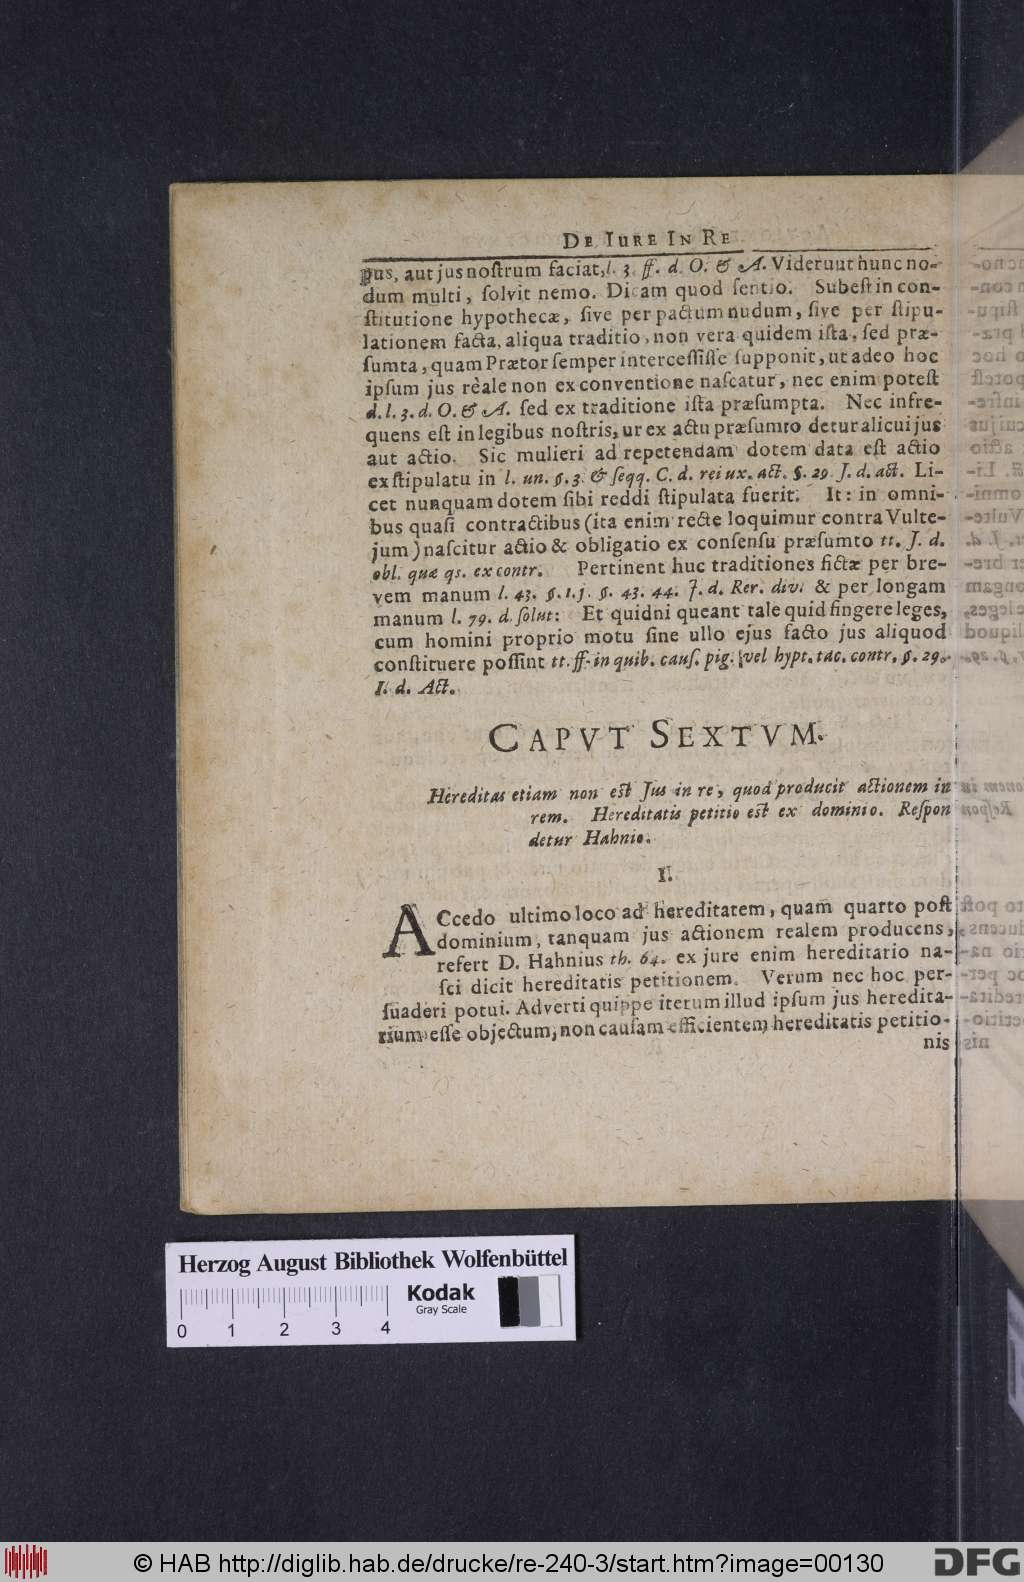 DE IURE IN RE
pus, aut jus nostrum faciat, l. 3. ff. d. O. & A. Videruut hunc no-
dum multi, solvit nemo. Dicam quod sentio. Subest in con-
stitutione hypothecæ, sive per pactum nudum, sive per stipu-
lationem facta, aliqua traditio, non vera quidem ista, sed præ-
sumta, quam Prætor semper intercessisse supponit, ut adeo hoc
ipsum jus reale non ex conventione nascatur, nec enim potest
d. l. 3. d. O. & A. sed ex traditione ista præsumpta. Nec infre-
quens est in legibus nostris, ut ex actu præsumto detur alicui jus
aut actio. Sic mulieri ad repetendam dotem data est actio
ex stipulatu in l. un. §. 3. & seqq. C. d. rei ux. act. §. 29. J. d. act. Li-
cet nunquam dotem sibi reddi stipulata fuerit. It: in omni-
bus quasi contractibus (ita enim recte loquimur contra Vulte-
jum) nascitur actio & obligatio ex consensu præsumto tt. J. d.
obl. quæ qs. ex contr. Pertinent huc traditiones fictæ per bre-
vem manum l. 43. §. 1. j. §. 43. 44. J. d. Rer. div. & per longam
manum l. 79. d. solut: Et quidni queant tale quid fingere leges,
cum homini proprio motu sine ullo ejus facto jus aliquod
constituere possint tt. ff. in quib. caus. pig. vel hypt. tac. contr. §. 29.
I. d. Act.
CAPVT SEXTVM.
Hereditas etiam non est Jus in re, quod producit actionem in
rem. Hereditatis petitio est ex dominio. Respon
detur Hahnio.
I.
ACcedo ultimo loco ad hereditatem, quam quarto post
dominium, tanquam jus actionem realem producens,
refert D. Hahnius th. 64. ex jure enim hereditario na-
sci dicit hereditatis petitionem. Verum nec hoc per-
suaderi potui. Adverti quippe iterum illud ipsum jus heredita-
rium esse objectum, non causam efficientem hereditatis petitio-
nis
Herzog August Bibliothek Wolfenbüttel
Kodak
Gray Scale
0 1 2 3 4
© HAB http://diglib.hab.de/drucke/re-240-3/start.htm?image=00130
DFG